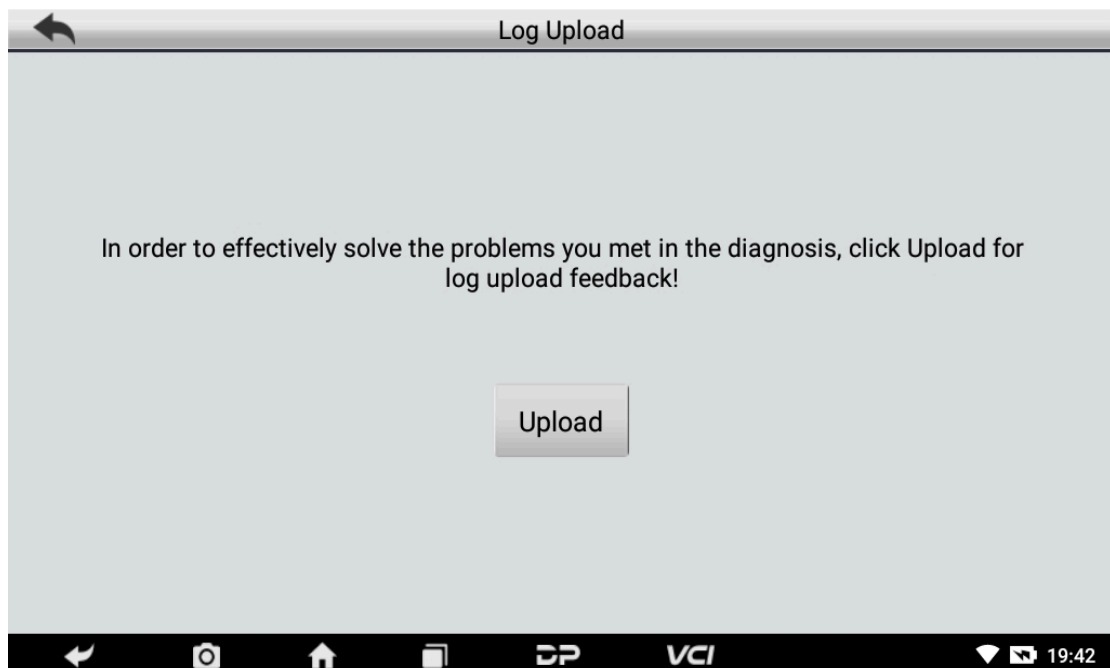 Log Upload
In order to effectively solve the problems you met in the diagnosis, click Upload for
log upload feedback!
Upload
DP VCI 19:42